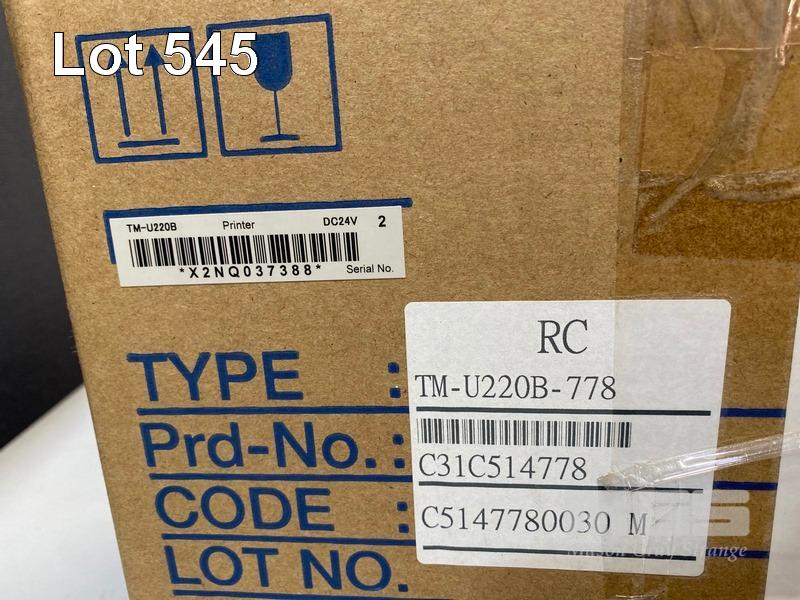 Lot 545
TM-U220B Printer DC24V 2
*X2NQ037388* Serial No.
RC
TYPE : TM-U220B-778
Prd-No.: C31C514778
CODE : C5147780030 M
LOT NO.